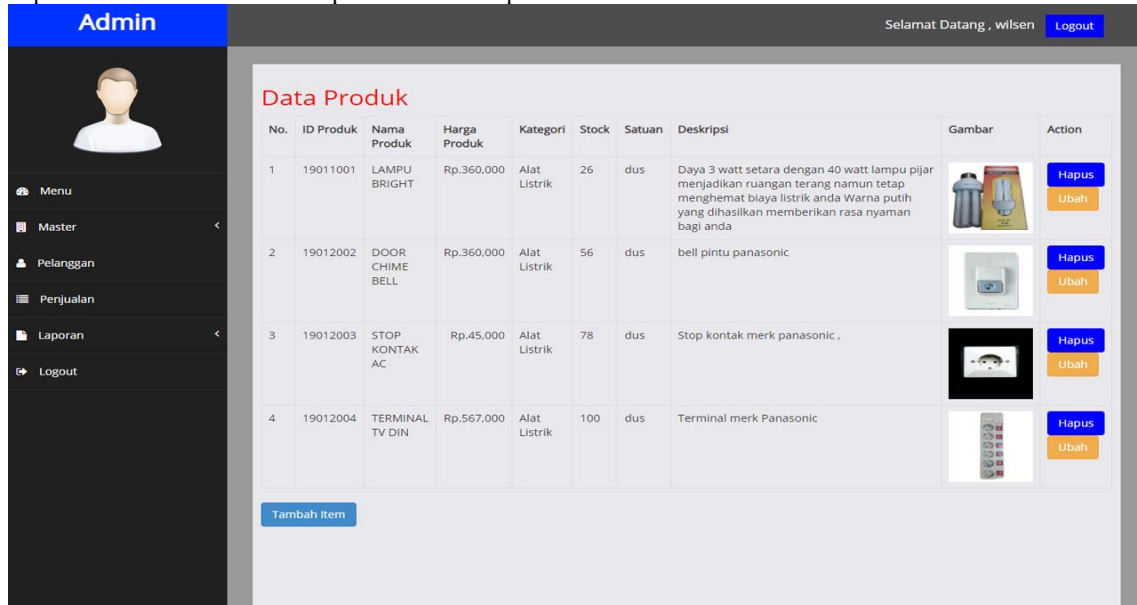 Admin
Selamat Datang , wilsen Logout
Menu
Master
Pelanggan
Penjualan
Laporan
Logout
Data Produk
No. ID Produk Nama Produk Harga Produk Kategori Stock Satuan Deskripsi Gambar Action
1 19011001 LAMPU BRIGHT Rp.360,000 Alat Listrik 26 dus Daya 3 watt setara dengan 40 watt lampu pijar
menjadikan ruangan terang namun tetap
menghemat biaya listrik anda Warna putih
yang dihasilkan memberikan rasa nyaman
bagi anda
Hapus
Ubah
2 19012002 DOOR CHIME BELL Rp.360,000 Alat Listrik 56 dus bell pintu panasonic
Hapus
Ubah
3 19012003 STOP KONTAK AC Rp.45,000 Alat Listrik 78 dus Stop kontak merk panasonic ,
Hapus
Ubah
4 19012004 TERMINAL TV DIN Rp.567,000 Alat Listrik 100 dus Terminal merk Panasonic
Hapus
Ubah
Tambah Item